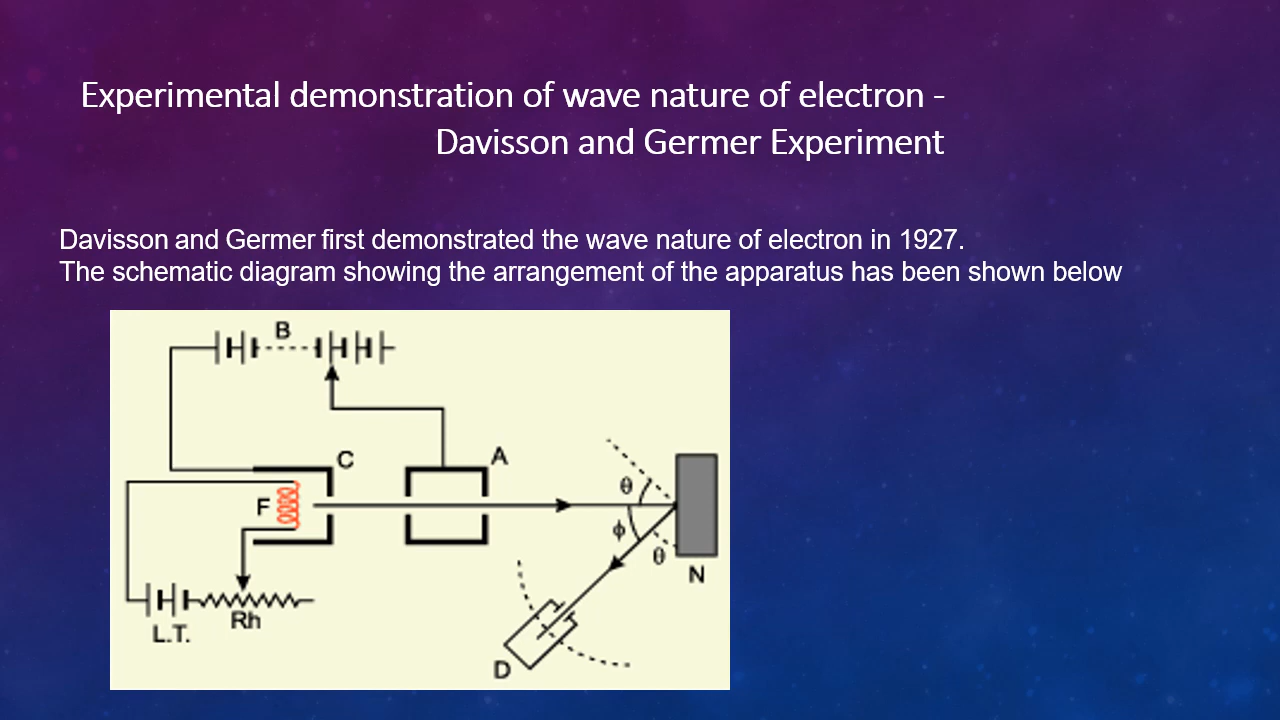 Experimental demonstration of wave nature of electron -
Davisson and Germer Experiment
Davisson and Germer first demonstrated the wave nature of electron in 1927.
The schematic diagram showing the arrangement of the apparatus has been shown below
B
C
A
F
θ
ϕ
θ
N
L.T.
Rh
D